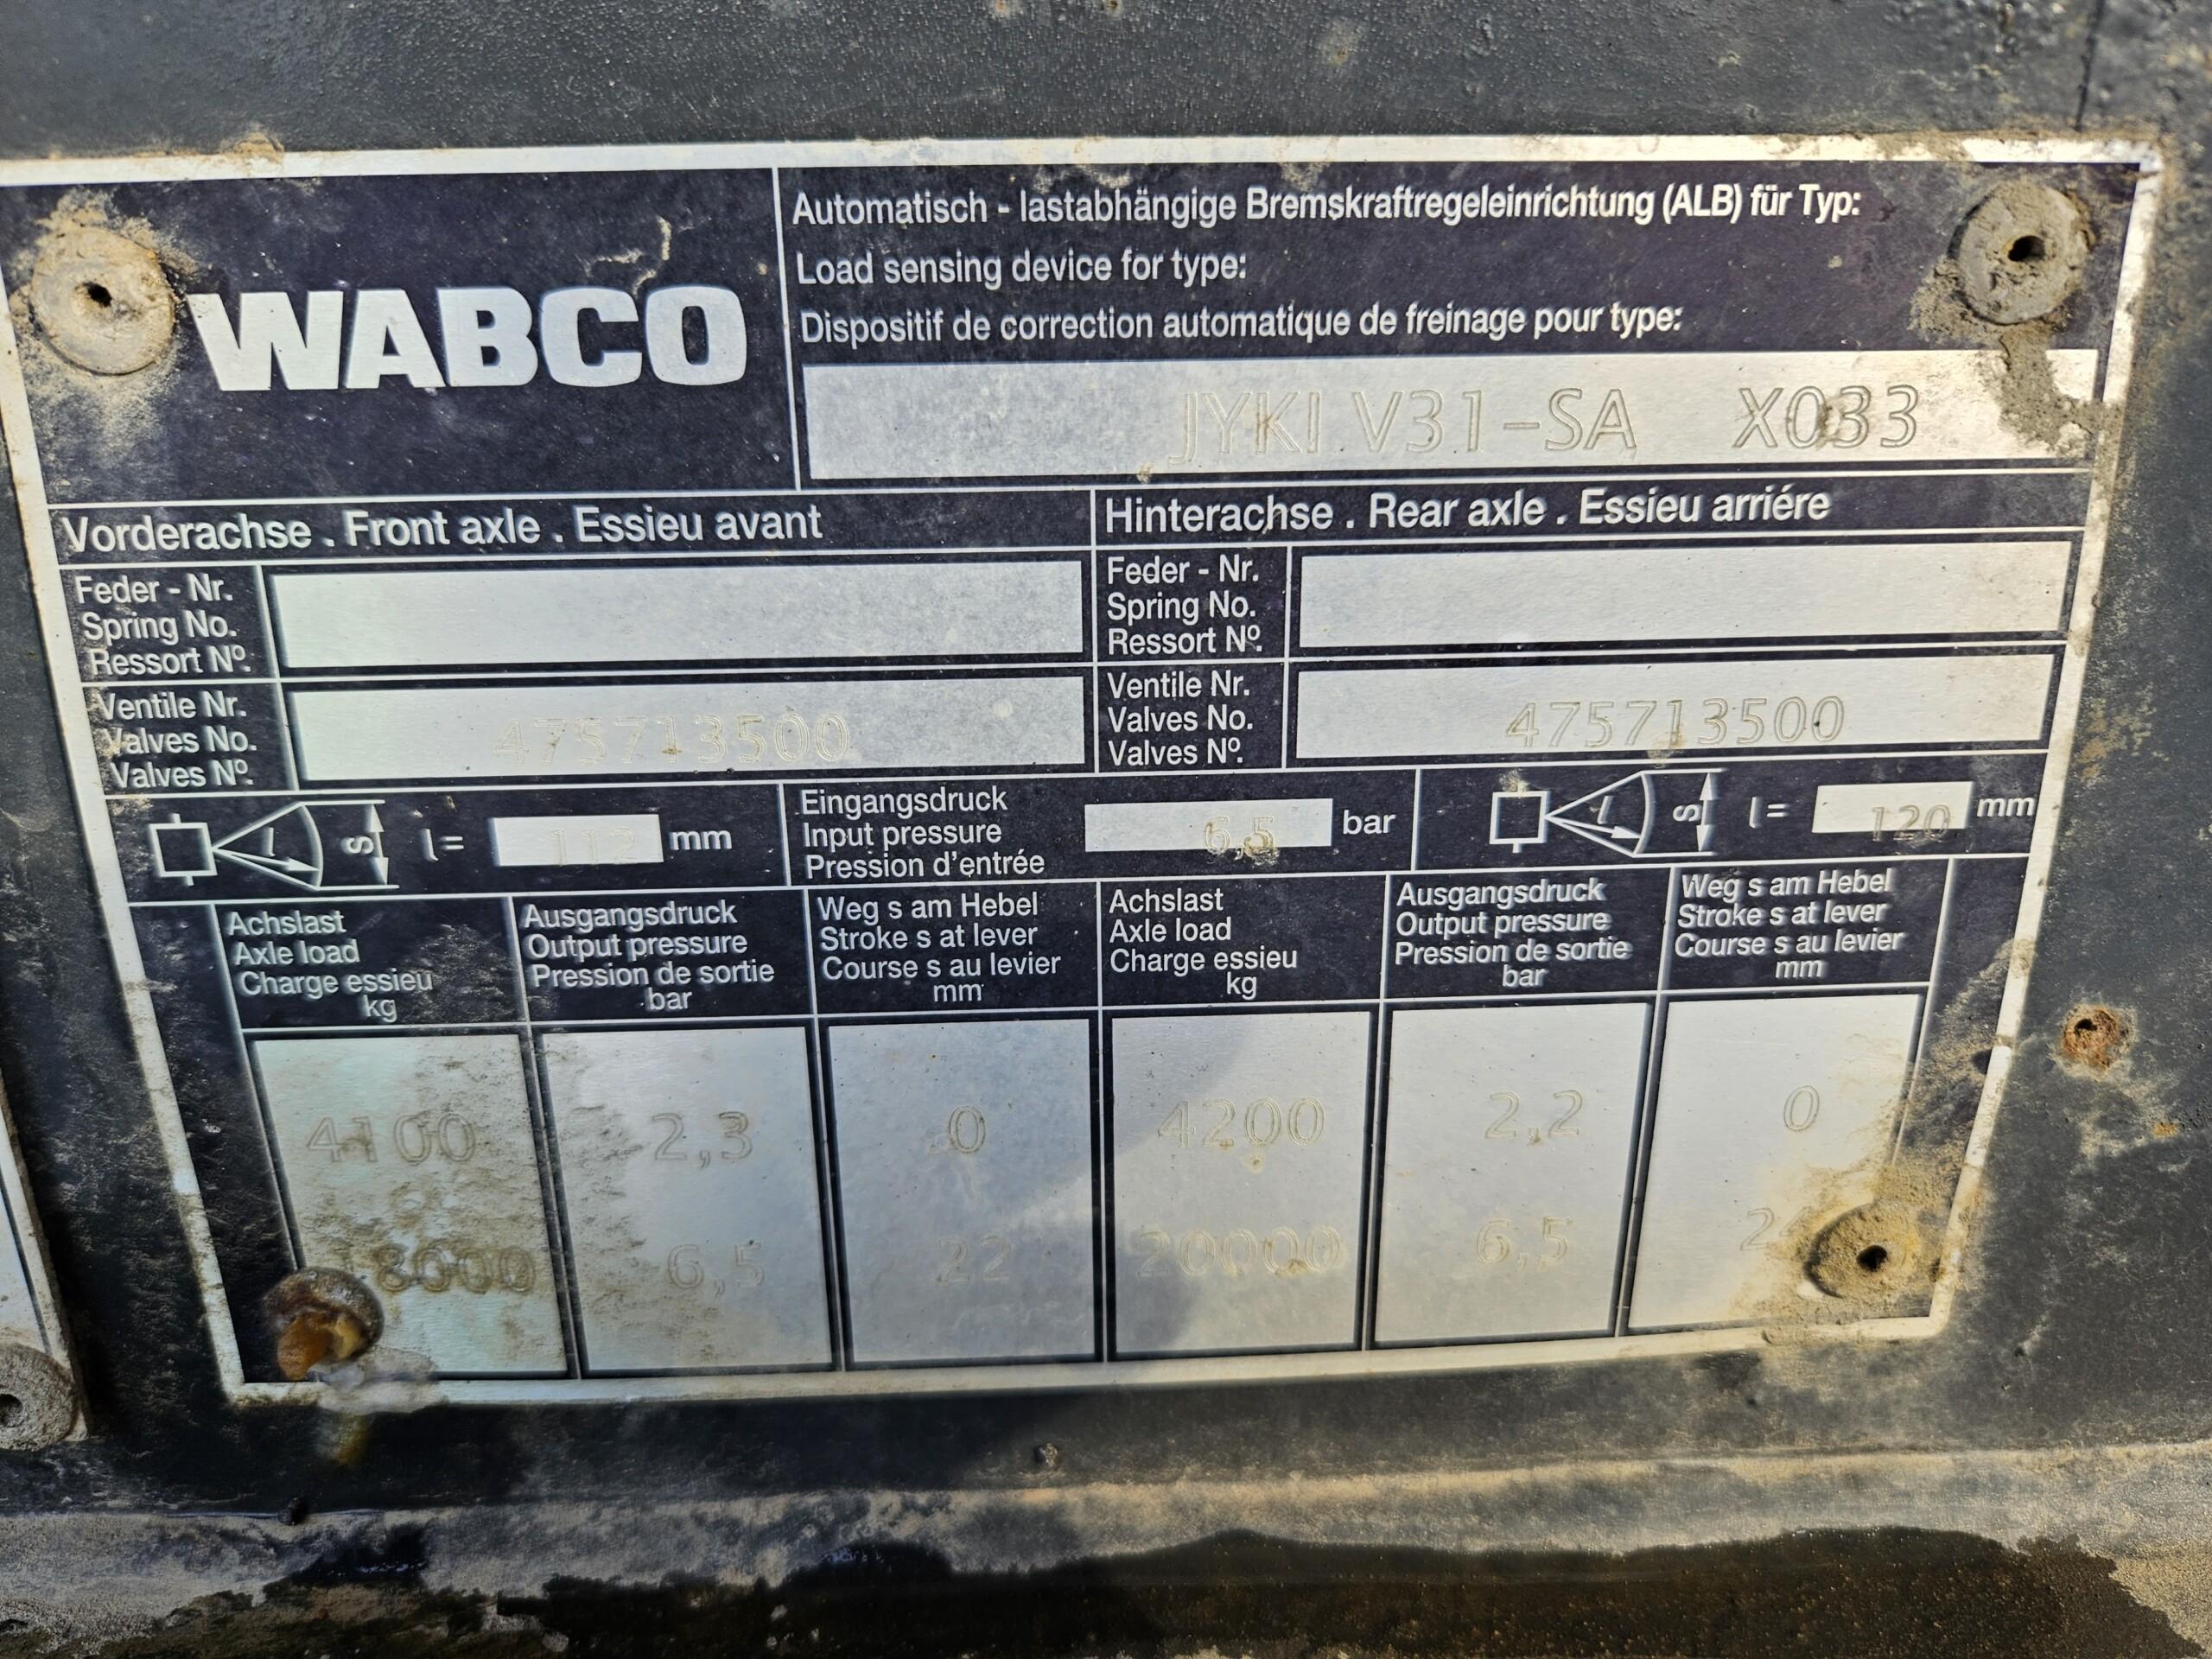 WABCO
Automatisch - lastabhängige Bremskraftregeleinrichtung (ALB) für Typ:
Load sensing device for type:
Dispositif de correction automatique de freinage pour type:
JYKI V31-SA X033
Vorderachse . Front axle . Essieu avant
Hinterachse . Rear axle . Essieu arriére
Feder - Nr.
Spring No.
Ressort Nº.
Feder - Nr.
Spring No.
Ressort Nº.
Ventile Nr.
Valves No.
Valves Nº.
475713500
Ventile Nr.
Valves No.
Valves Nº.
475713500
l S l = 112 mm
Eingangsdruck
Input pressure
Pression d'entrée
6,5 bar
l S l = 120 mm
Achslast
Axle load
Charge essieu
kg
Ausgangsdruck
Output pressure
Pression de sortie
bar
Weg s am Hebel
Stroke s at lever
Course s au levier
mm
Achslast
Axle load
Charge essieu
kg
Ausgangsdruck
Output pressure
Pression de sortie
bar
Weg s am Hebel
Stroke s at lever
Course s au levier
mm
4100 2,3 0 4200 2,2 0
18000 6,5 22 20000 6,5